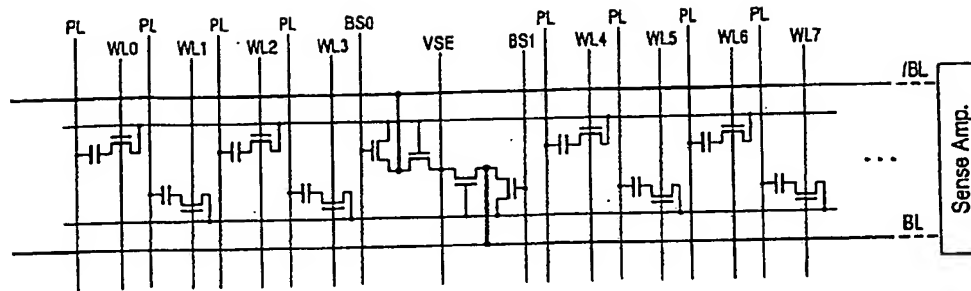 PL PL PL PL BS0 VSE BS1 PL PL PL PL
WL0 WL1 WL2 WL3 WL4 WL5 WL6 WL7
/BL
BL
Sense Amp.